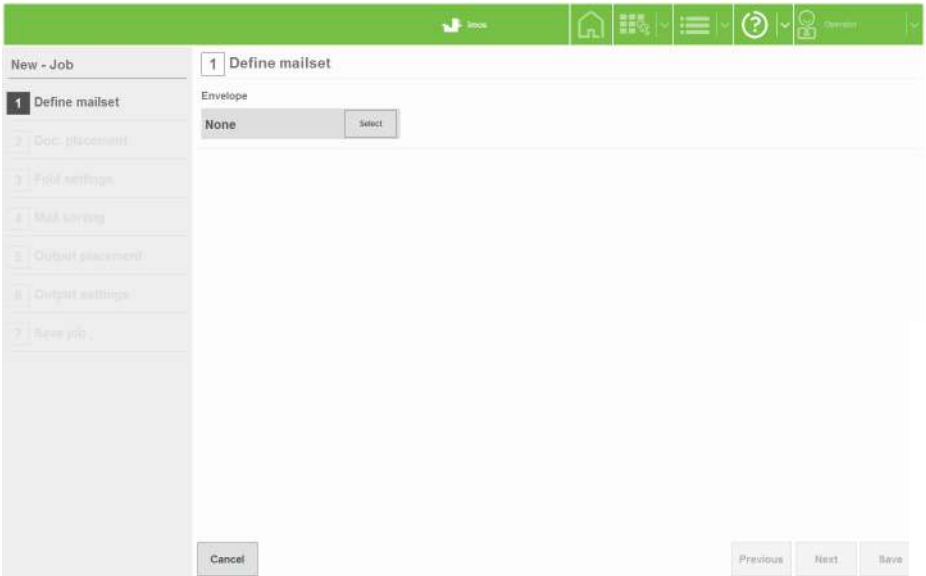 Imos
Operator
New - Job
1 Define mailset
2 Doc. placement
3 Fold settings
4 Mail sorting
5 Output placement
6 Output settings
7 Save job
1 Define mailset
Envelope
None
Select
Cancel
Previous
Next
Save